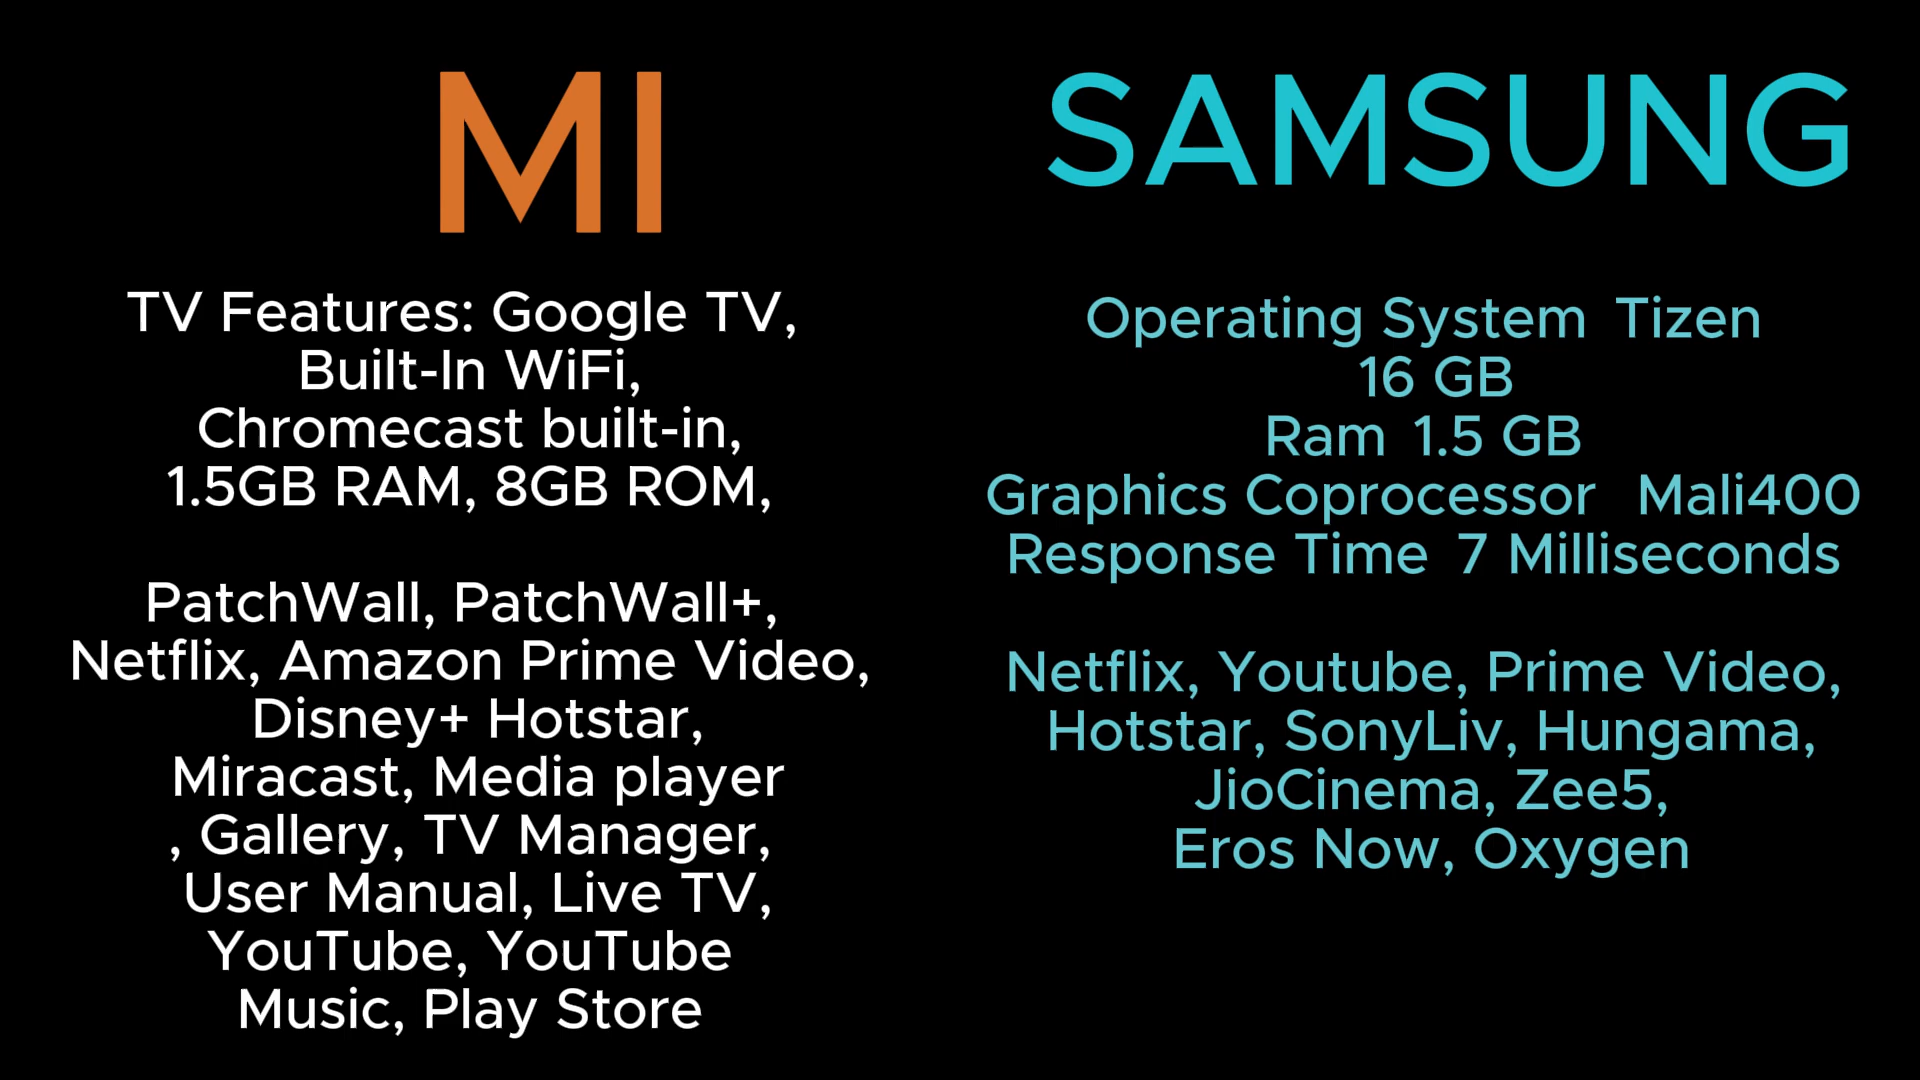 MI
TV Features: Google TV,
Built-In WiFi,
Chromecast built-in,
1.5GB RAM, 8GB ROM,
PatchWall, PatchWall+,
Netflix, Amazon Prime Video,
Disney+ Hotstar,
Miracast, Media player
, Gallery, TV Manager,
User Manual, Live TV,
YouTube, YouTube
Music, Play Store
SAMSUNG
Operating System Tizen
16 GB
Ram 1.5 GB
Graphics Coprocessor Mali400
Response Time 7 Milliseconds
Netflix, Youtube, Prime Video,
Hotstar, SonyLiv, Hungama,
JioCinema, Zee5,
Eros Now, Oxygen